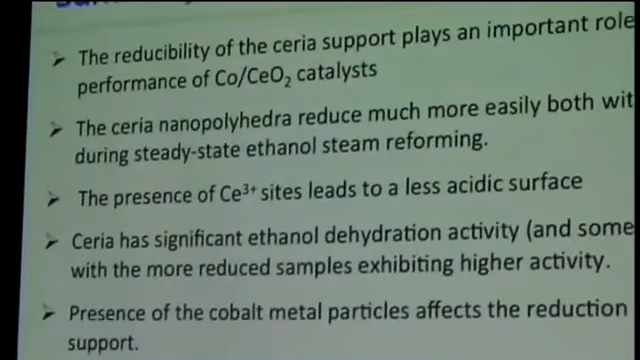 ➢ The reducibility of the ceria support plays an important role
performance of Co/CeO₂ catalysts
➢ The ceria nanopolyhedra reduce much more easily both
during steady-state ethanol steam reforming.
➢ The presence of Ce³⁺ sites leads to a less acidic surface
➢ Ceria has significant ethanol dehydration activity (and some
with the more reduced samples exhibiting higher activity.
➢ Presence of the cobalt metal particles affects the reduction
support.